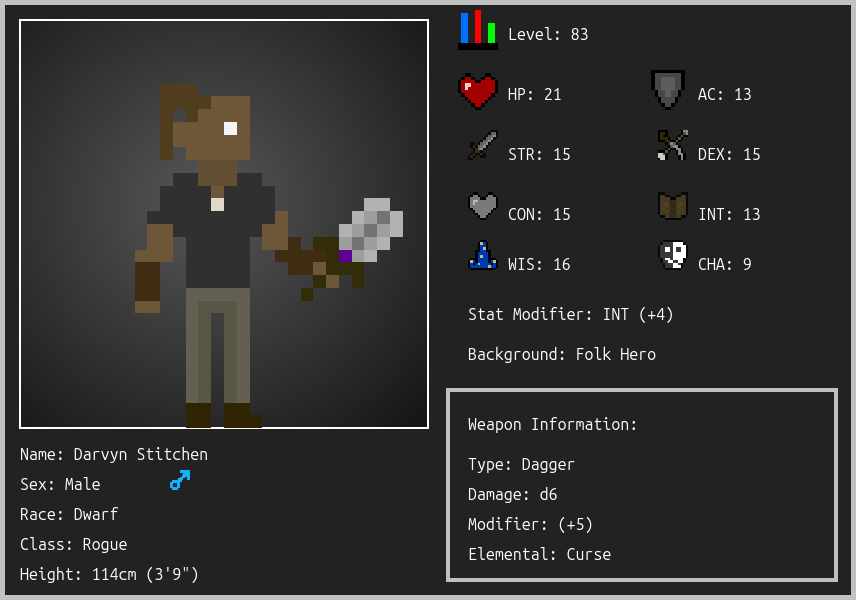 Level: 83
HP: 21
AC: 13
STR: 15
DEX: 15
CON: 15
INT: 13
WIS: 16
CHA: 9
Stat Modifier: INT (+4)
Background: Folk Hero
Weapon Information:
Type: Dagger
Damage: d6
Modifier: (+5)
Elemental: Curse
Name: Darvyn Stitchen
Sex: Male
Race: Dwarf
Class: Rogue
Height: 114cm (3'9")